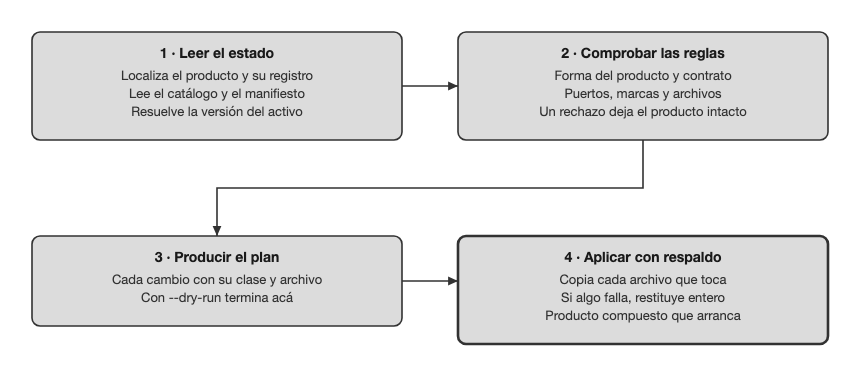 1 · Leer el estado
Localiza el producto y su registro
Lee el catálogo y el manifiesto
Resuelve la versión del activo
2 · Comprobar las reglas
Forma del producto y contrato
Puertos, marcas y archivos
Un rechazo deja el producto intacto
3 · Producir el plan
Cada cambio con su clase y archivo
Con --dry-run termina acá
4 · Aplicar con respaldo
Copia cada archivo que toca
Si algo falla, restituye entero
Producto compuesto que arranca